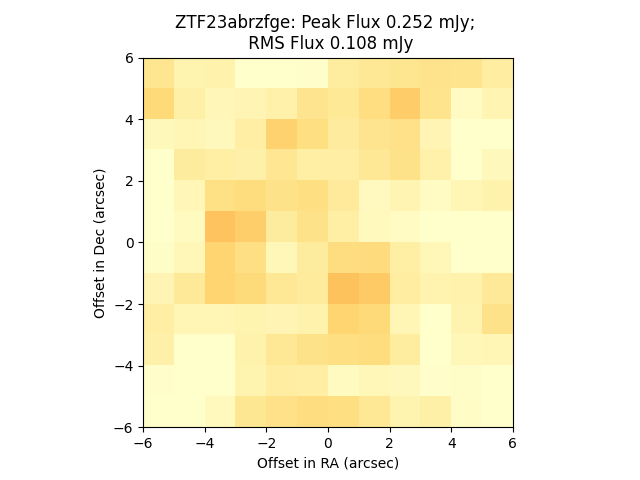 ZTF23abrzfge: Peak Flux 0.252 mJy;
RMS Flux 0.108 mJy
6
4
2
0
−2
−4
−6
Offset in Dec (arcsec)
−6 −4 −2 0 2 4 6
Offset in RA (arcsec)